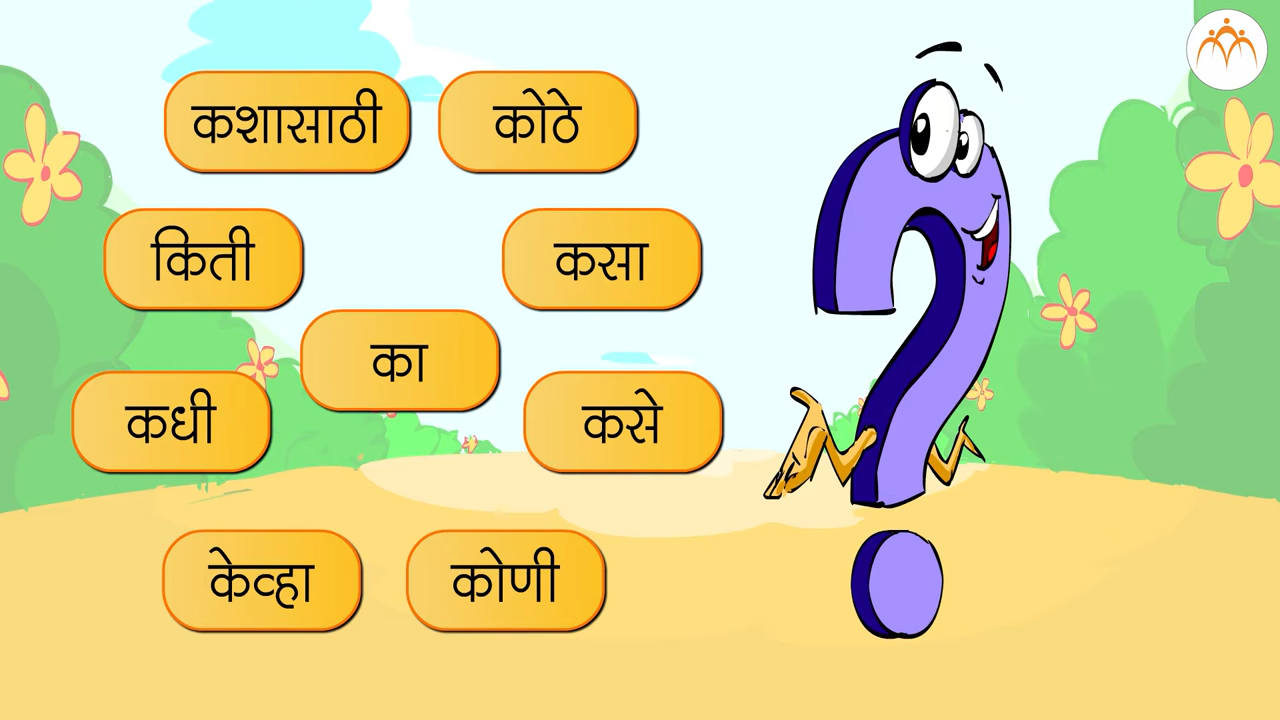 कशासाठी कोठे
किती कसा
का
कधी कसे
केव्हा कोणी